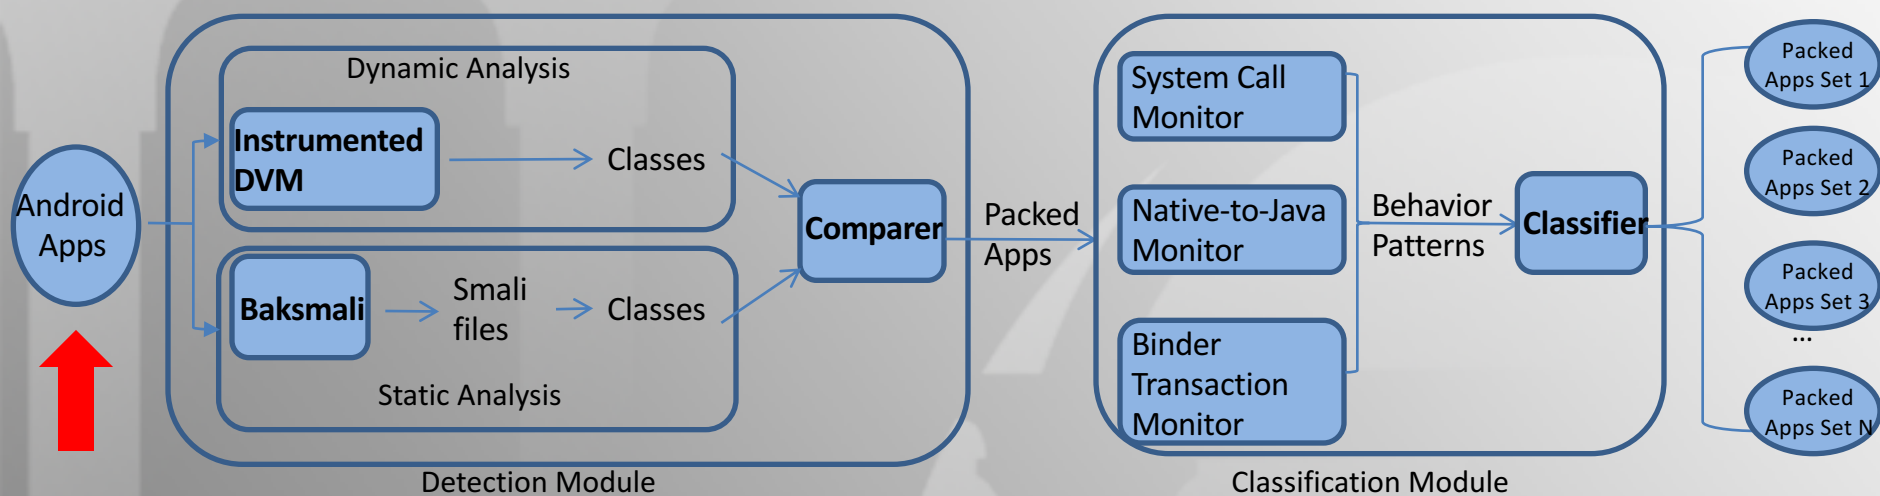 Android
Apps
Dynamic Analysis
Instrumented
DVM
Classes
Baksmali
Smali
files
Classes
Static Analysis
Comparer
Detection Module
Packed
Apps
System Call
Monitor
Native-to-Java
Monitor
Binder
Transaction
Monitor
Behavior
Patterns
Classifier
Classification Module
Packed
Apps Set 1
Packed
Apps Set 2
Packed
Apps Set 3
...
Packed
Apps Set N